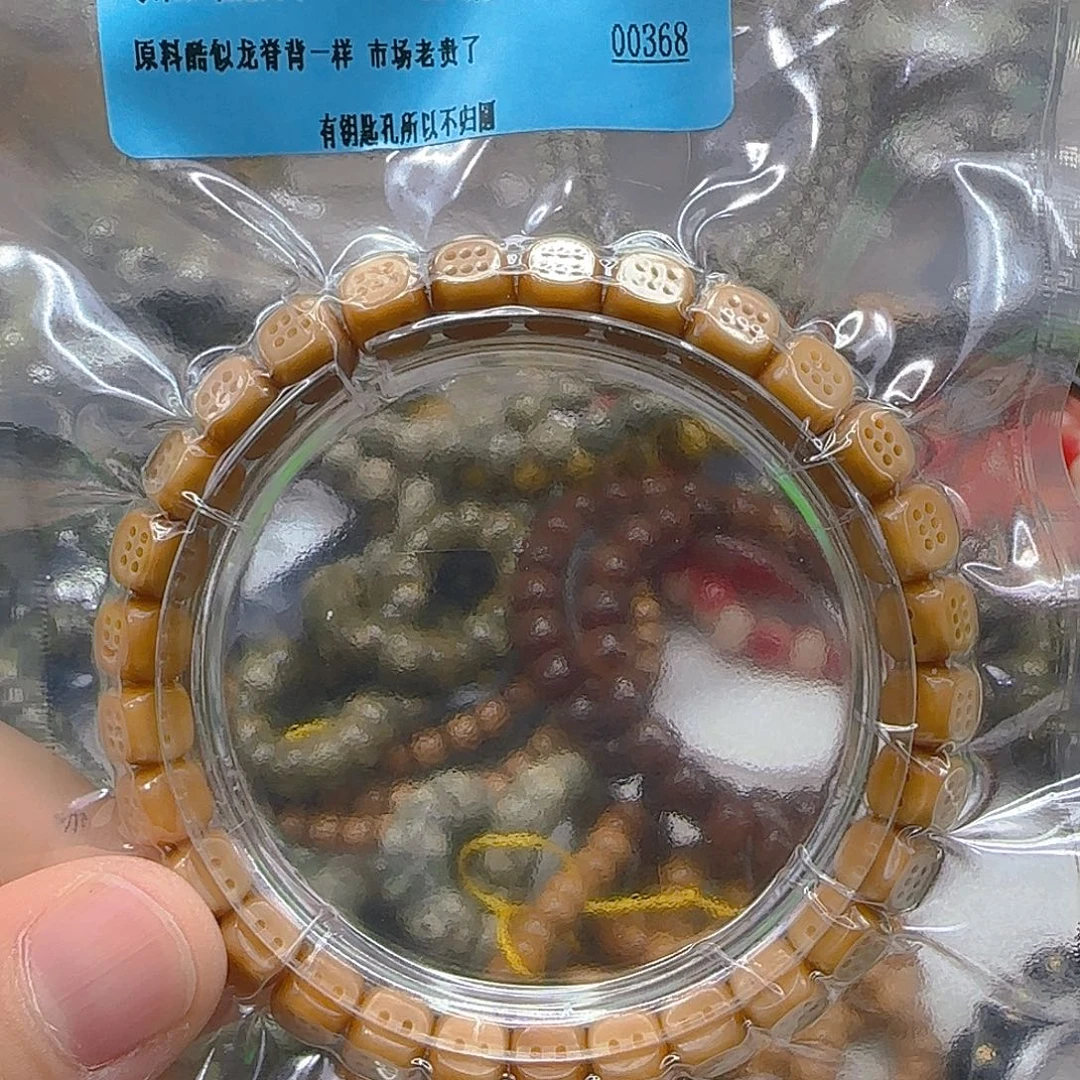 原料酷似龙脊背一样 市场老贵了
00368
有钥匙孔所以不归圆